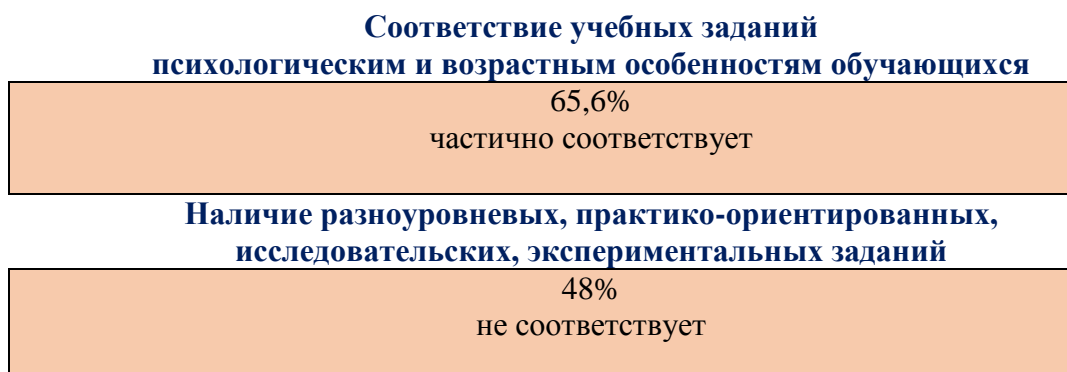 Соответствие учебных заданий
психологическим и возрастным особенностям обучающихся
65,6%
частично соответствует
Наличие разноуровневых, практико-ориентированных,
исследовательских, экспериментальных заданий
48%
не соответствует